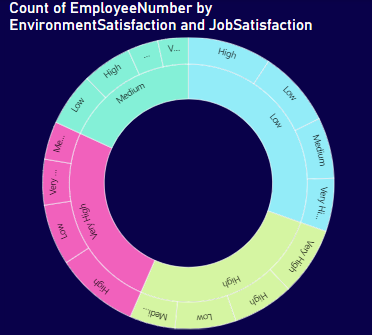 Count of EmployeeNumber by
EnvironmentSatisfaction and JobSatisfaction
High
Low
Medium
Very Hi...
Low
Very High
High
Low
Medi...
High
High
Low
Very ...
Me...
Very High
Low
High
...
V...
Medium